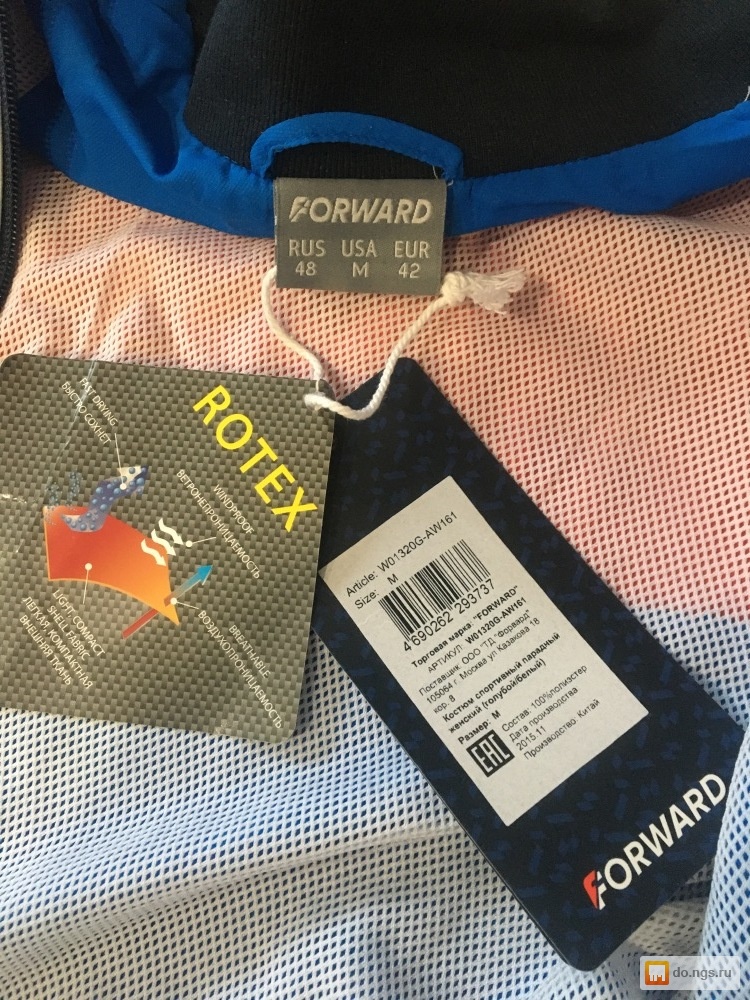 FORWARD
RUS USA EUR
48 M 42
ROTEX
FAST DRYING
БЫСТРО СОХНЕТ
WINDPROOF
ВЕТРОНЕПРОНИЦАЕМОСТЬ
LIGHT COMPACT
SHELL FABRIC
ЛЕГКАЯ КОМПАКТНАЯ
ВНЕШНЯЯ ТКАНЬ
BREATHABLE
ВОЗДУХОПРОНИЦАЕМОСТЬ
Article: W01320G-AW161
Size: M
4 690262 293737
Торговая марка: "FORWARD"
АРТИКУЛ: W01320G-AW161
Поставщик: ООО "ТД "Форвард"
105064 г. Москва ул Казакова 18
кор. 8
Костюм спортивный парадный
женский (голубой/белый)
Размер: M
EAC
Состав: 100%полиэстер
Дата производства
2015.11
Производство: Китай
FORWARD
do.ngs.ru